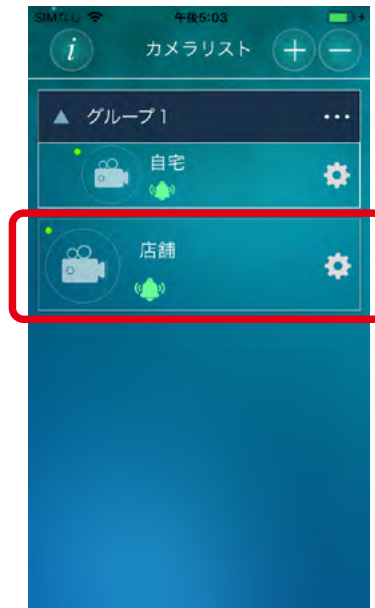 SIMなし 午後5:03
i カメラリスト + −
▲ グループ1 ...
自宅
店舗